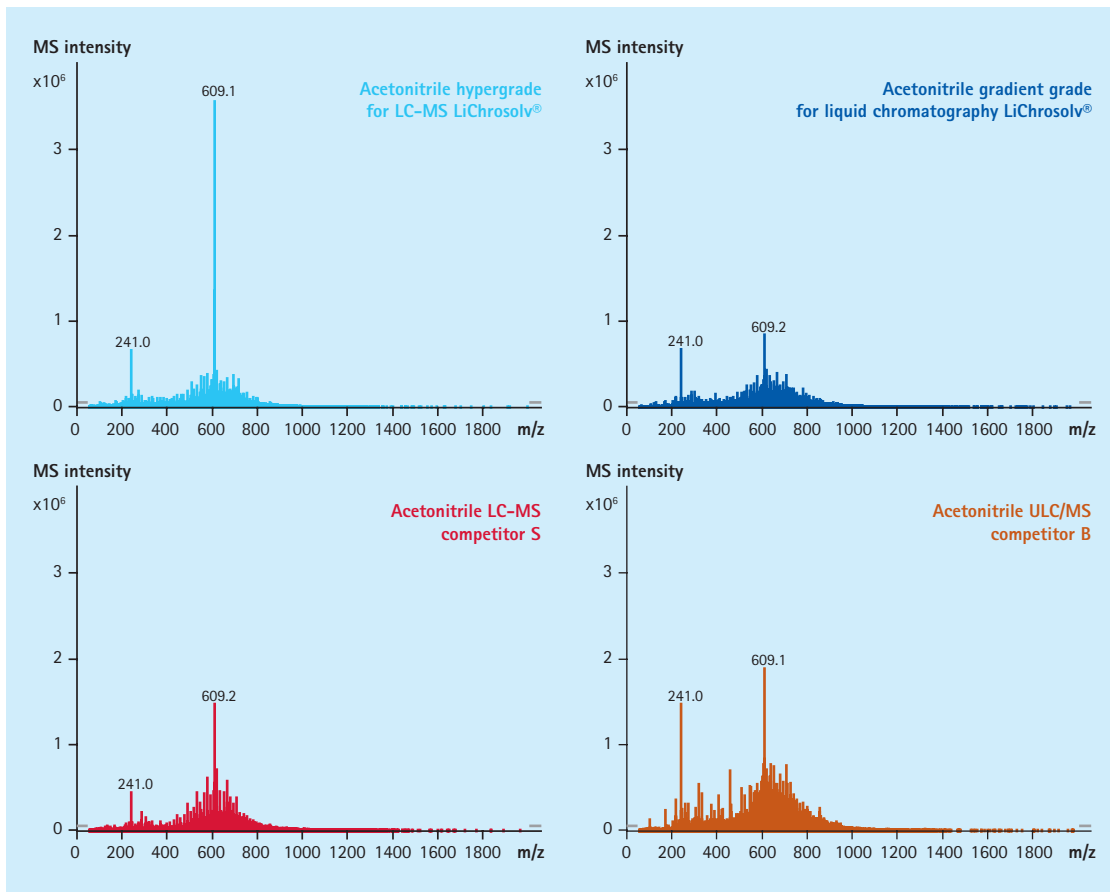 MS intensity
x10⁶
Acetonitrile hypergrade
for LC-MS LiChrosolv®
609.1
3
2
1
241.0
0
0 200 400 600 800 1000 1200 1400 1600 1800 m/z
MS intensity
x10⁶
Acetonitrile gradient grade
for liquid chromatography LiChrosolv®
3
2
1
241.0
609.2
0
0 200 400 600 800 1000 1200 1400 1600 1800 m/z
MS intensity
x10⁶
Acetonitrile LC-MS
competitor S
3
2
609.2
1
241.0
0
0 200 400 600 800 1000 1200 1400 1600 1800 m/z
MS intensity
x10⁶
Acetonitrile ULC/MS
competitor B
3
2
609.1
241.0
1
0
0 200 400 600 800 1000 1200 1400 1600 1800 m/z